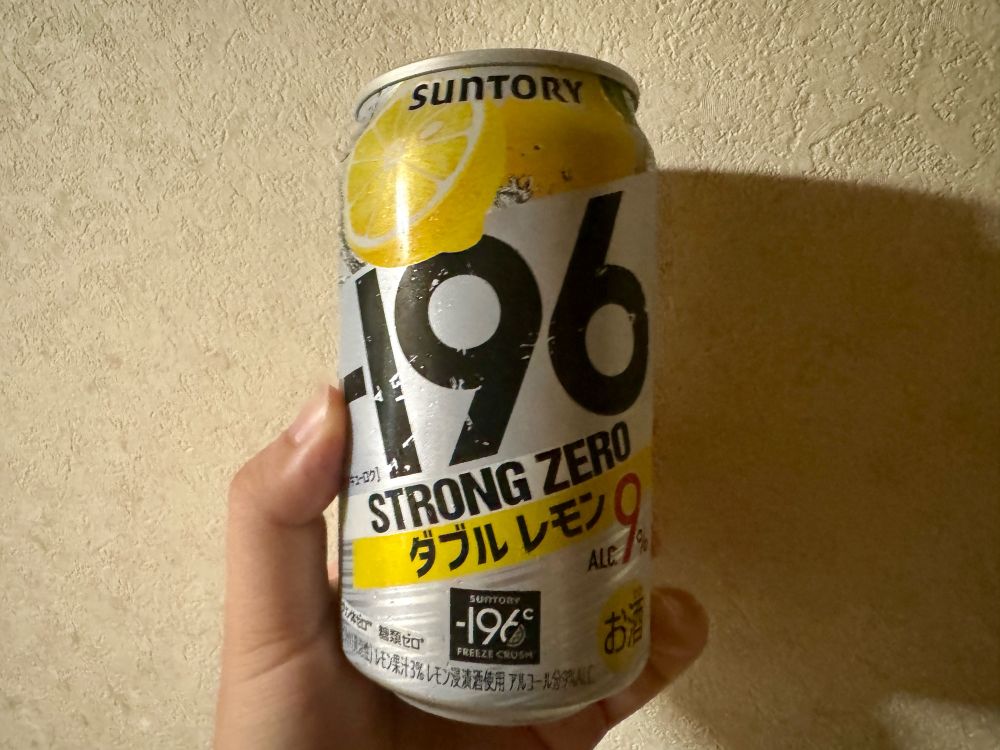 SUNTORY
-196
STRONG ZERO
ダブルレモン
ALC.9%
SUNTORY
-196℃
FREEZE CRUSH
お酒
糖類ゼロ*
レモン果汁3% レモン浸漬酒使用 アルコール分9%